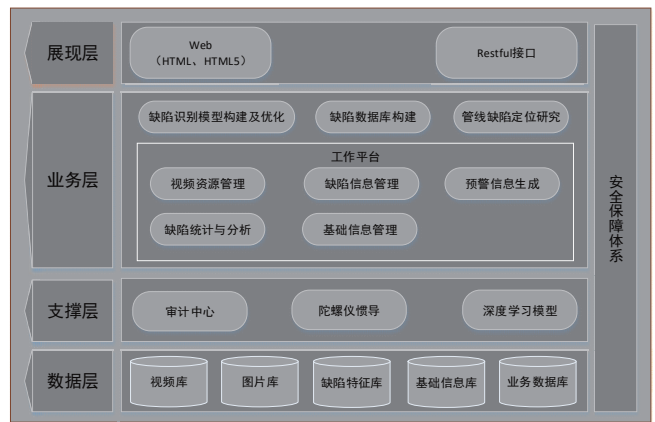 展现层
Web
（HTML、HTML5）
Restful接口
业务层
缺陷识别模型构建及优化
缺陷数据库构建
管线缺陷定位研究
工作平台
视频资源管理
缺陷信息管理
预警信息生成
缺陷统计与分析
基础信息管理
支撑层
审计中心
陀螺仪惯导
深度学习模型
数据层
视频库
图片库
缺陷特征库
基础信息库
业务数据库
安全保障体系